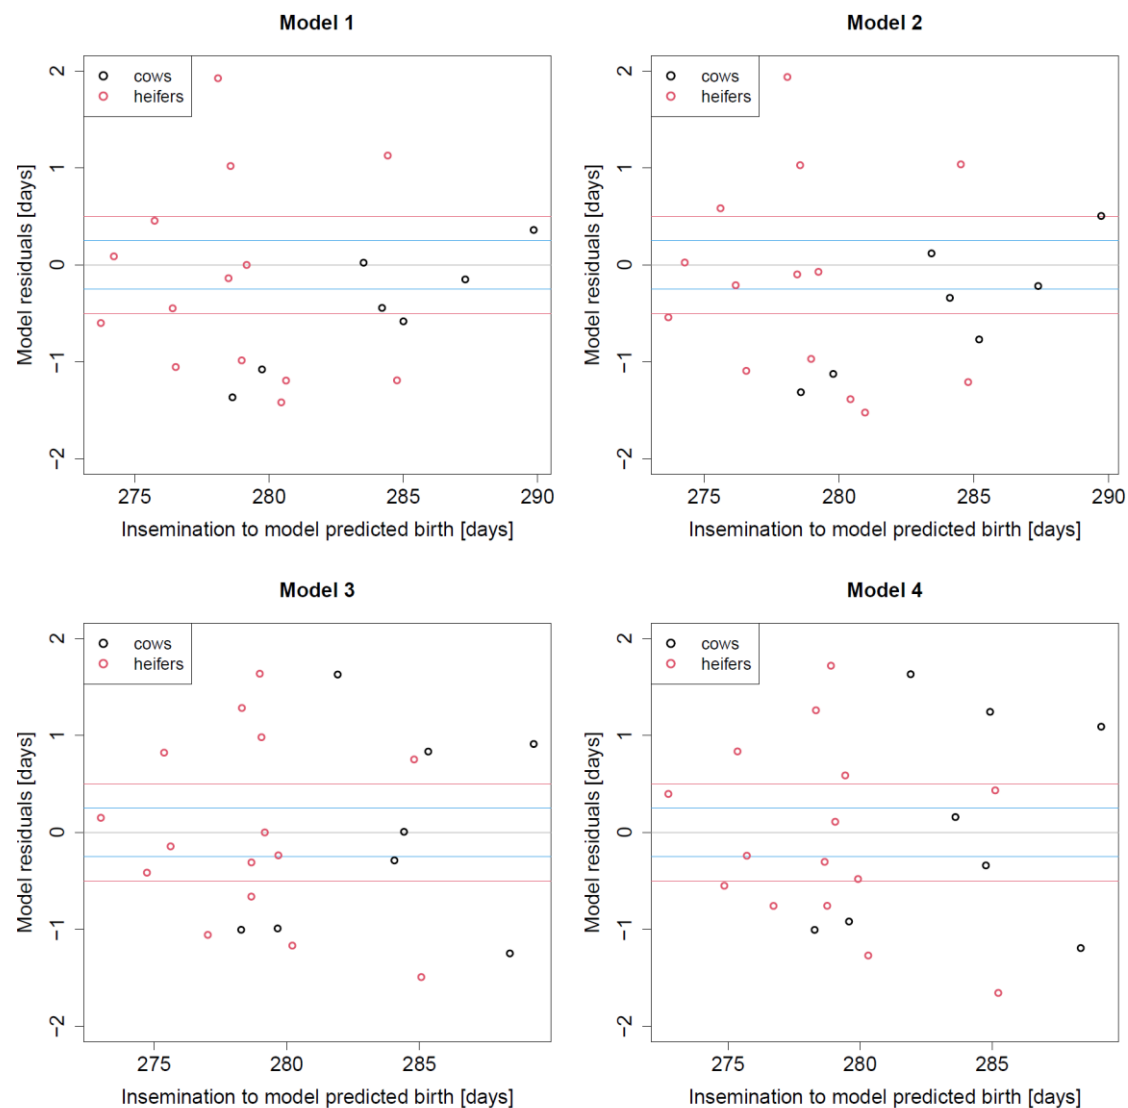 Model 1
cows
heifers
2
1
0
−1
−2
Model residuals [days]
275 280 285 290
Insemination to model predicted birth [days]
Model 2
cows
heifers
2
1
0
−1
−2
Model residuals [days]
275 280 285 290
Insemination to model predicted birth [days]
Model 3
cows
heifers
2
1
0
−1
−2
Model residuals [days]
275 280 285
Insemination to model predicted birth [days]
Model 4
cows
heifers
2
1
0
−1
−2
Model residuals [days]
275 280 285
Insemination to model predicted birth [days]